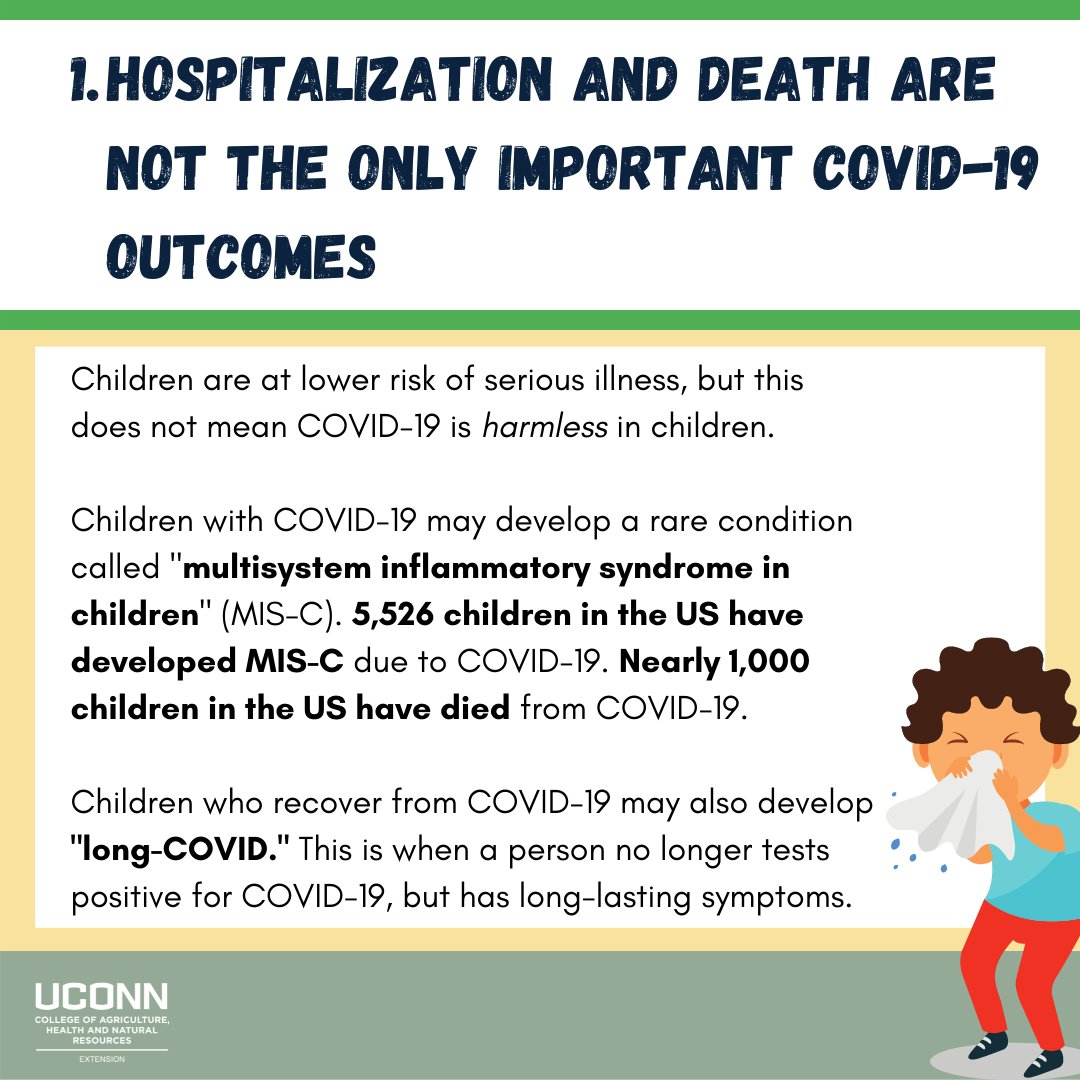 1. HOSPITALIZATION AND DEATH ARE
NOT THE ONLY IMPORTANT COVID-19
OUTCOMES
Children are at lower risk of serious illness, but this
does not mean COVID-19 is harmless in children.
Children with COVID-19 may develop a rare condition
called "multisystem inflammatory syndrome in
children" (MIS-C). 5,526 children in the US have
developed MIS-C due to COVID-19. Nearly 1,000
children in the US have died from COVID-19.
Children who recover from COVID-19 may also develop
"long-COVID." This is when a person no longer tests
positive for COVID-19, but has long-lasting symptoms.
UCONN
COLLEGE OF AGRICULTURE,
HEALTH AND NATURAL
RESOURCES
EXTENSION